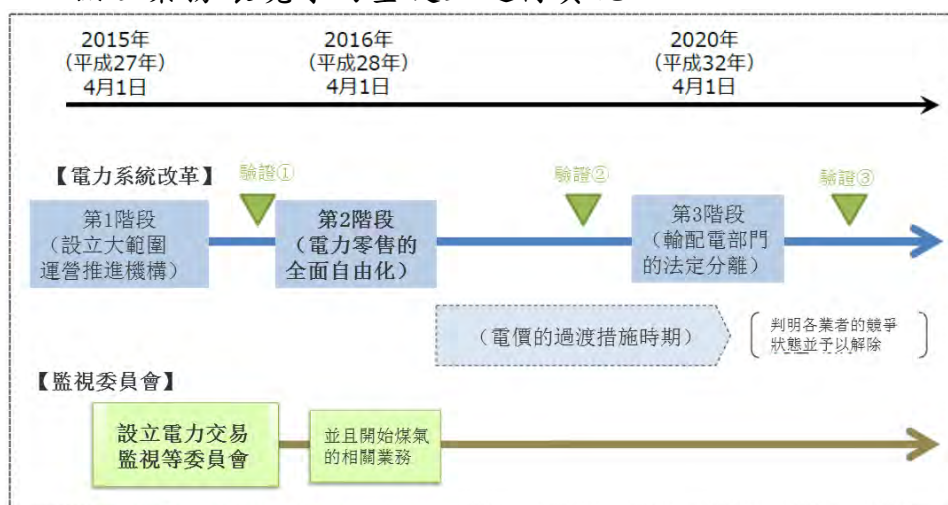 2015年
(平成27年)
4月1日
2016年
(平成28年)
4月1日
2020年
(平成32年)
4月1日
【電力系統改革】
驗證①
驗證②
驗證③
第1階段
（設立大範圍
運營推進機構）
第2階段
（電力零售的
全面自由化）
第3階段
（輸配電部門
的法定分離）
（電價的過渡措施時期）
判明各業者的競爭
狀態並予以解除
【監視委員會】
設立電力交易
監視等委員會
並且開始煤氣
的相關業務